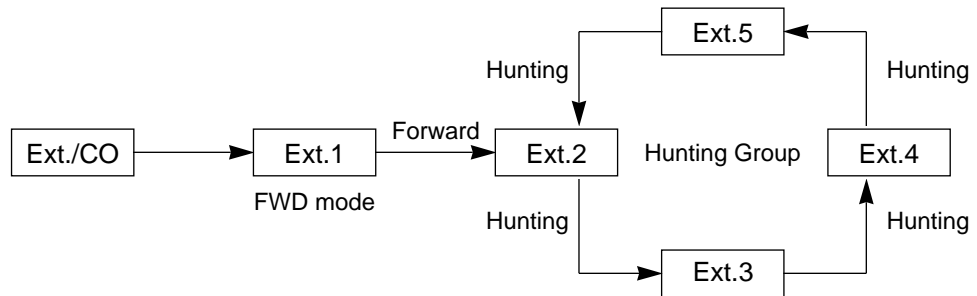 Ext.5
Hunting
Hunting
Forward
Ext./CO
Ext.1
Ext.2
Hunting Group
Ext.4
FWD mode
Hunting
Hunting
Ext.3